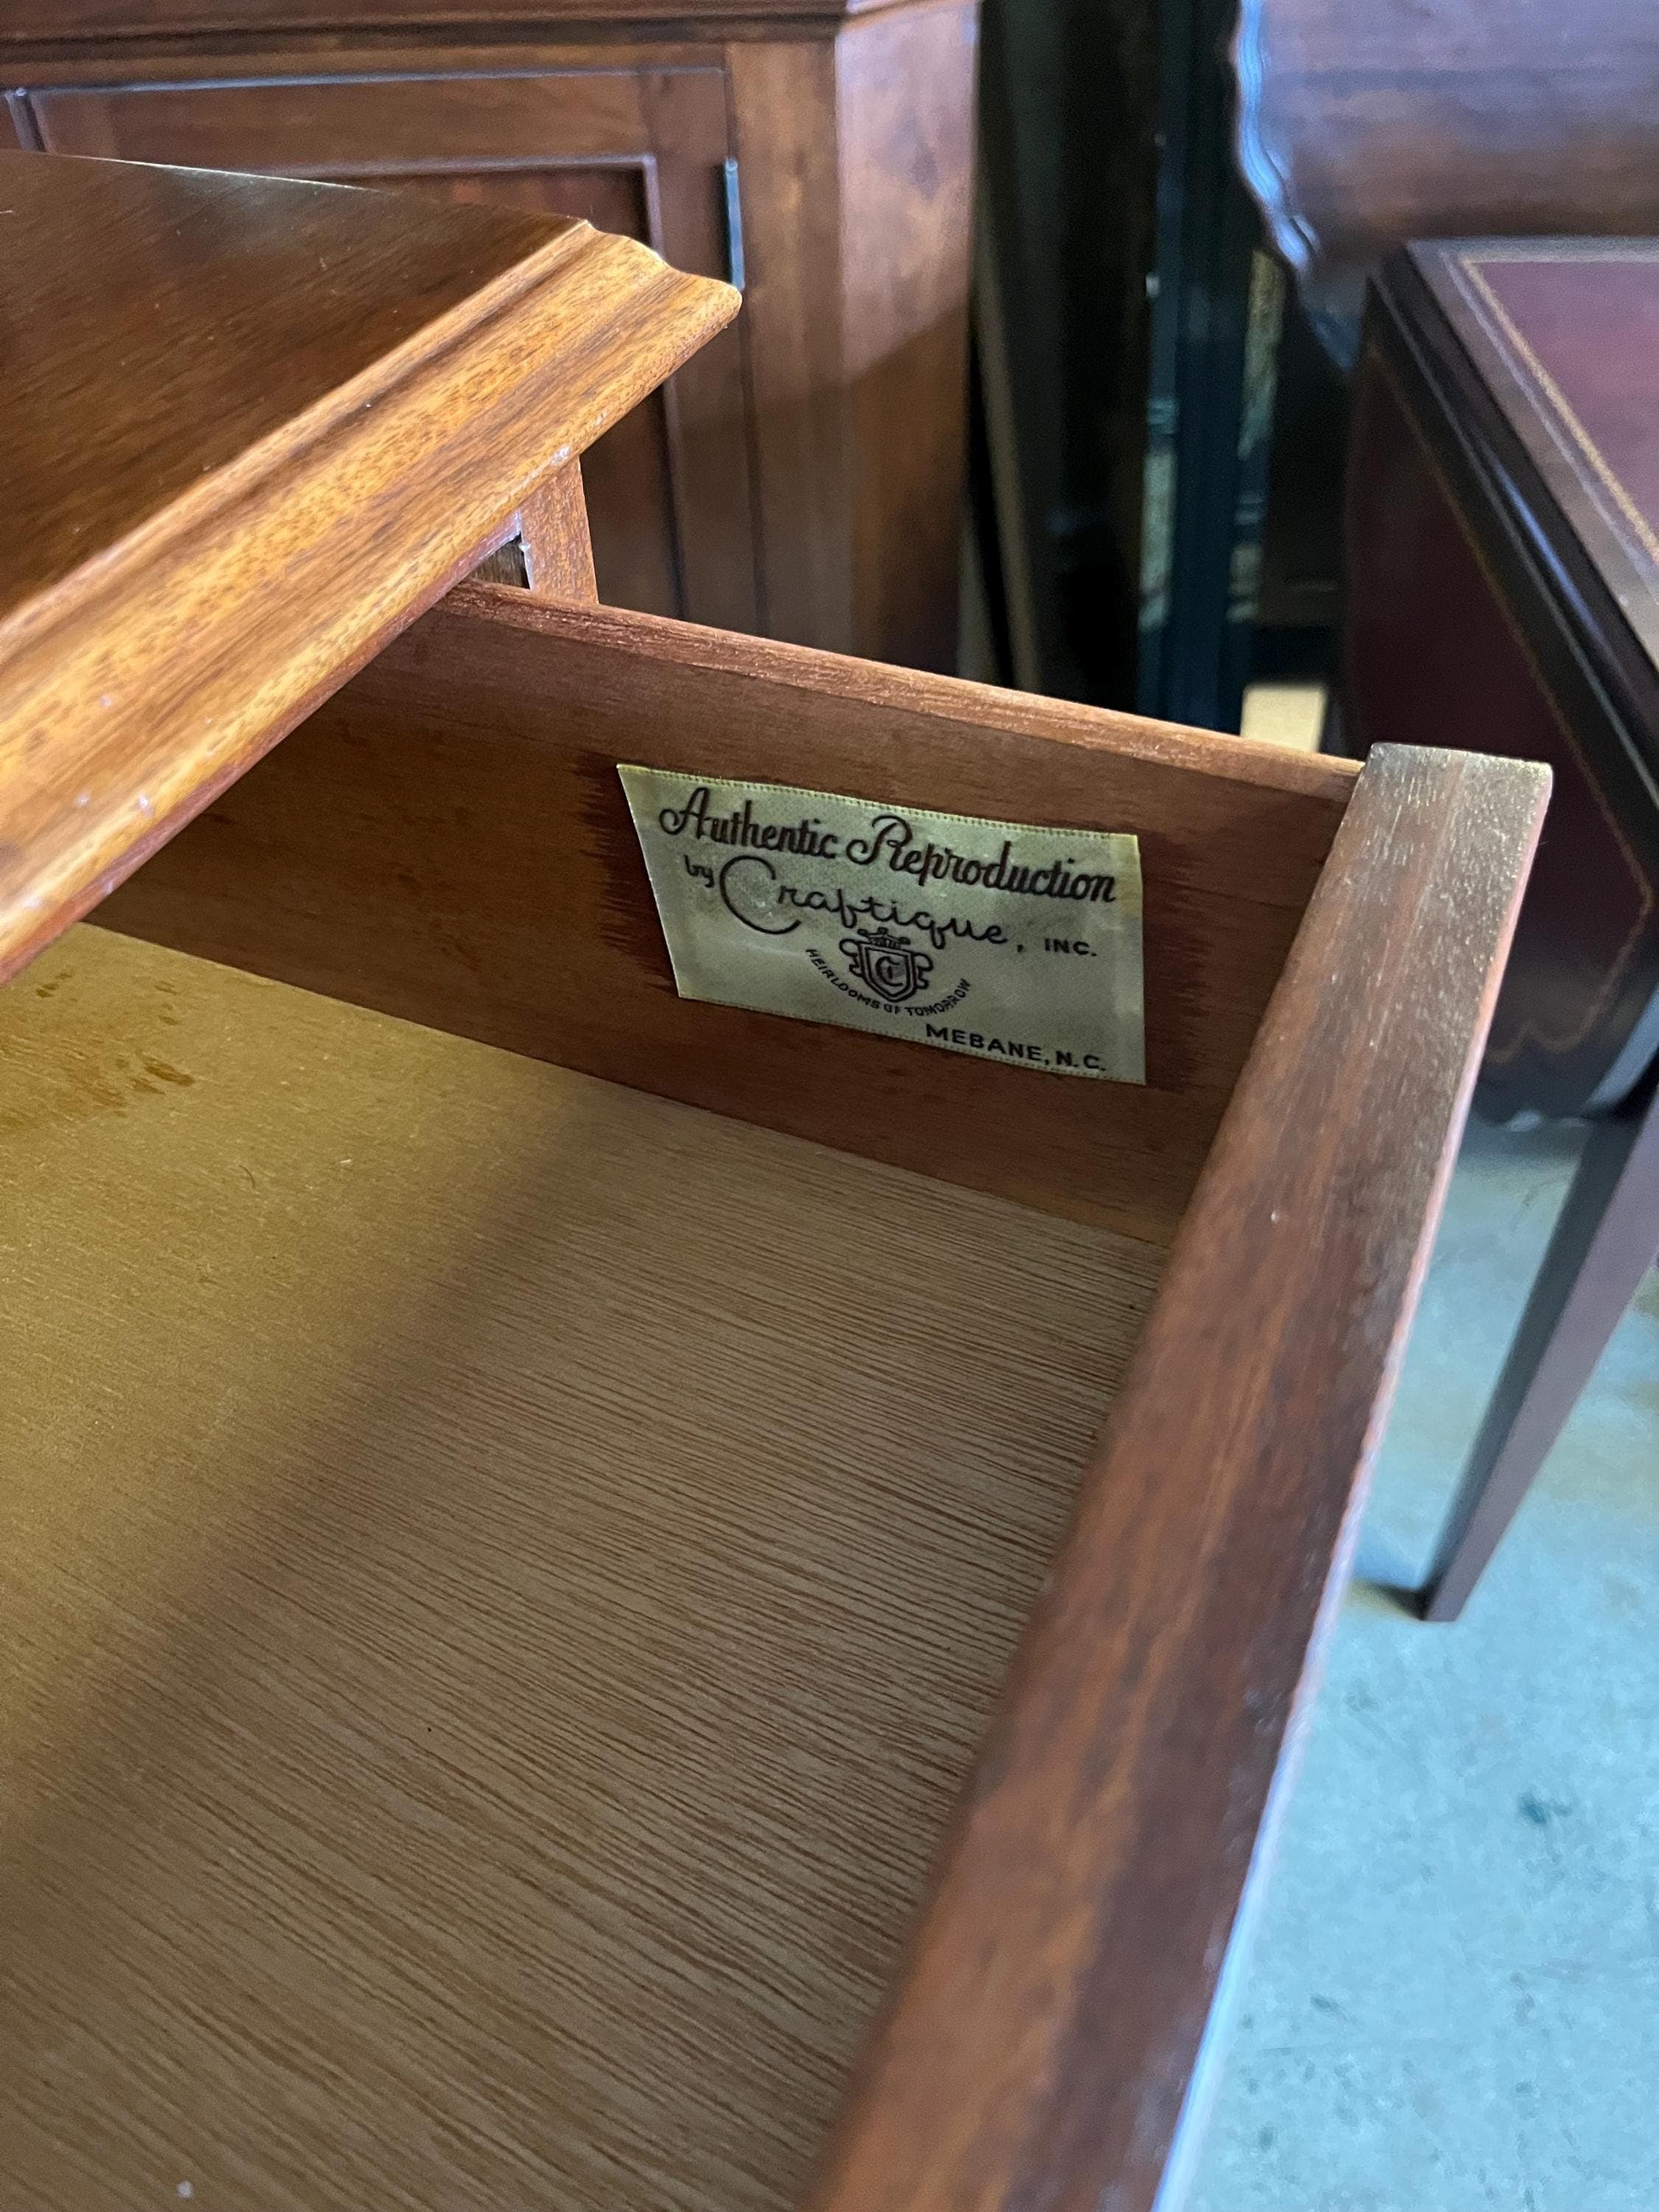 Authentic Reproduction
by Craftique, INC.
C
HEIRLOOMS OF TOMORROW
MEBANE, N.C.